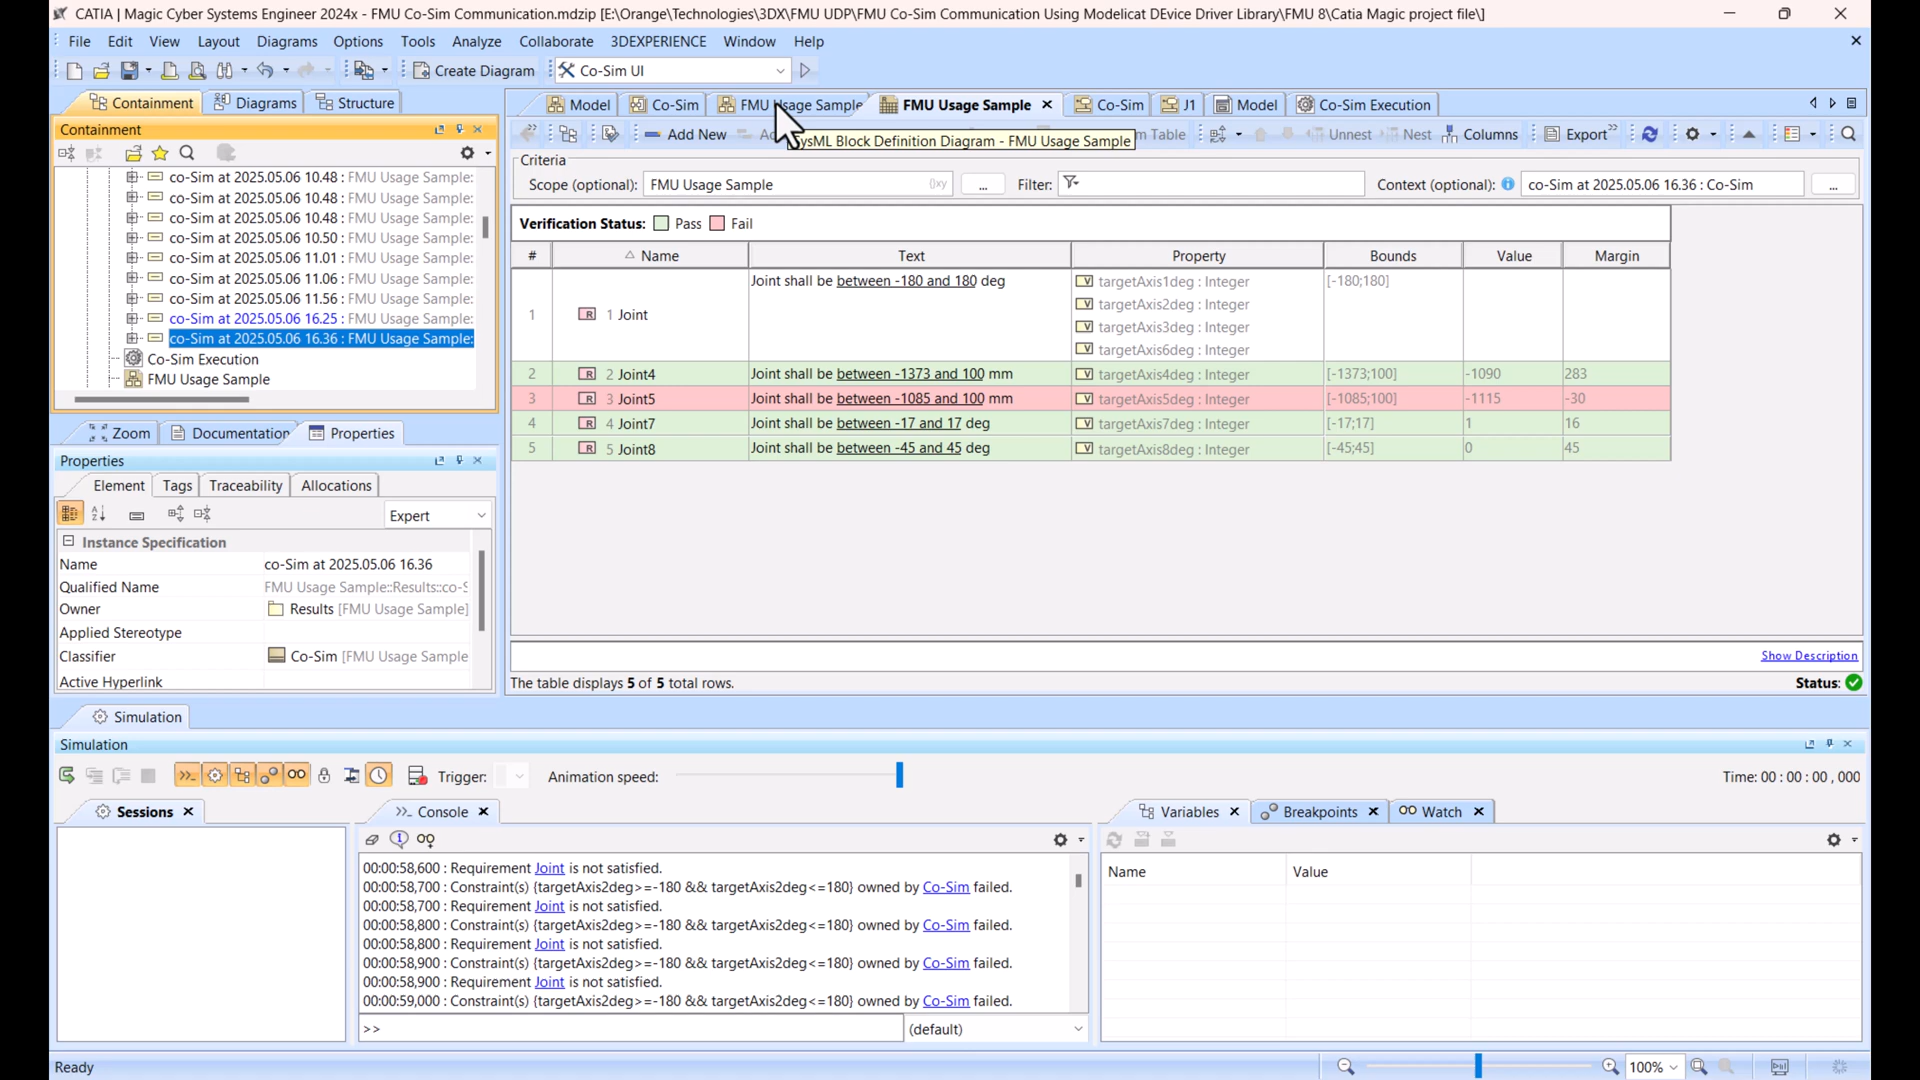 CATIA | Magic Cyber Systems Engineer 2024x - FMU Co-Sim Communication.mdzip [E:\Orange\Technologies\3DX\FMU UDP\FMU Co-Sim Communication Using Modelicat DEvice Driver Library\FMU 8\Catia Magic project file\]
File Edit View Layout Diagrams Options Tools Analyze Collaborate 3DEXPERIENCE Window Help
Create Diagram Co-Sim UI
Containment Diagrams Structure
Model Co-Sim FMU Usage Sample FMU Usage Sample Co-Sim J1 Model Co-Sim Execution
Containment
Add New Table Unnest Nest Columns Export
ysML Block Definition Diagram - FMU Usage Sample
Criteria
Scope (optional): FMU Usage Sample ... Filter: Context (optional): co-Sim at 2025.05.06 16.36 : Co-Sim ...
co-Sim at 2025.05.06 10.48 : FMU Usage Sample:
co-Sim at 2025.05.06 10.48 : FMU Usage Sample:
co-Sim at 2025.05.06 10.48 : FMU Usage Sample:
co-Sim at 2025.05.06 10.50 : FMU Usage Sample:
co-Sim at 2025.05.06 11.01 : FMU Usage Sample:
co-Sim at 2025.05.06 11.06 : FMU Usage Sample:
co-Sim at 2025.05.06 11.56 : FMU Usage Sample:
co-Sim at 2025.05.06 16.25 : FMU Usage Sample:
co-Sim at 2025.05.06 16.36 : FMU Usage Sample:
Co-Sim Execution
FMU Usage Sample
Verification Status: Pass Fail
# Name Text Property Bounds Value Margin
1 1 Joint Joint shall be between -180 and 180 deg targetAxis1deg : Integer [-180;180]
targetAxis2deg : Integer
targetAxis3deg : Integer
targetAxis6deg : Integer
2 2 Joint4 Joint shall be between -1373 and 100 mm targetAxis4deg : Integer [-1373;100] -1090 283
3 3 Joint5 Joint shall be between -1085 and 100 mm targetAxis5deg : Integer [-1085;100] -1115 -30
4 4 Joint7 Joint shall be between -17 and 17 deg targetAxis7deg : Integer [-17;17] 1 16
5 5 Joint8 Joint shall be between -45 and 45 deg targetAxis8deg : Integer [-45;45] 0 45
Show Description
The table displays 5 of 5 total rows. Status:
Zoom Documentation Properties
Properties
Element Tags Traceability Allocations
Expert
Instance Specification
Name co-Sim at 2025.05.06 16.36
Qualified Name FMU Usage Sample::Results::co-S
Owner Results [FMU Usage Sample]
Applied Stereotype
Classifier Co-Sim [FMU Usage Sample
Active Hyperlink
Simulation
Simulation
Trigger: Animation speed: Time: 00 : 00 : 00 , 000
Sessions Console Variables Breakpoints Watch
00:00:58,600 : Requirement Joint is not satisfied.
00:00:58,700 : Constraint(s) {targetAxis2deg>=-180 && targetAxis2deg<=180} owned by Co-Sim failed.
00:00:58,700 : Requirement Joint is not satisfied.
00:00:58,800 : Constraint(s) {targetAxis2deg>=-180 && targetAxis2deg<=180} owned by Co-Sim failed.
00:00:58,800 : Requirement Joint is not satisfied.
00:00:58,900 : Constraint(s) {targetAxis2deg>=-180 && targetAxis2deg<=180} owned by Co-Sim failed.
00:00:58,900 : Requirement Joint is not satisfied.
00:00:59,000 : Constraint(s) {targetAxis2deg>=-180 && targetAxis2deg<=180} owned by Co-Sim failed.
>> (default)
Name Value
Ready 100%